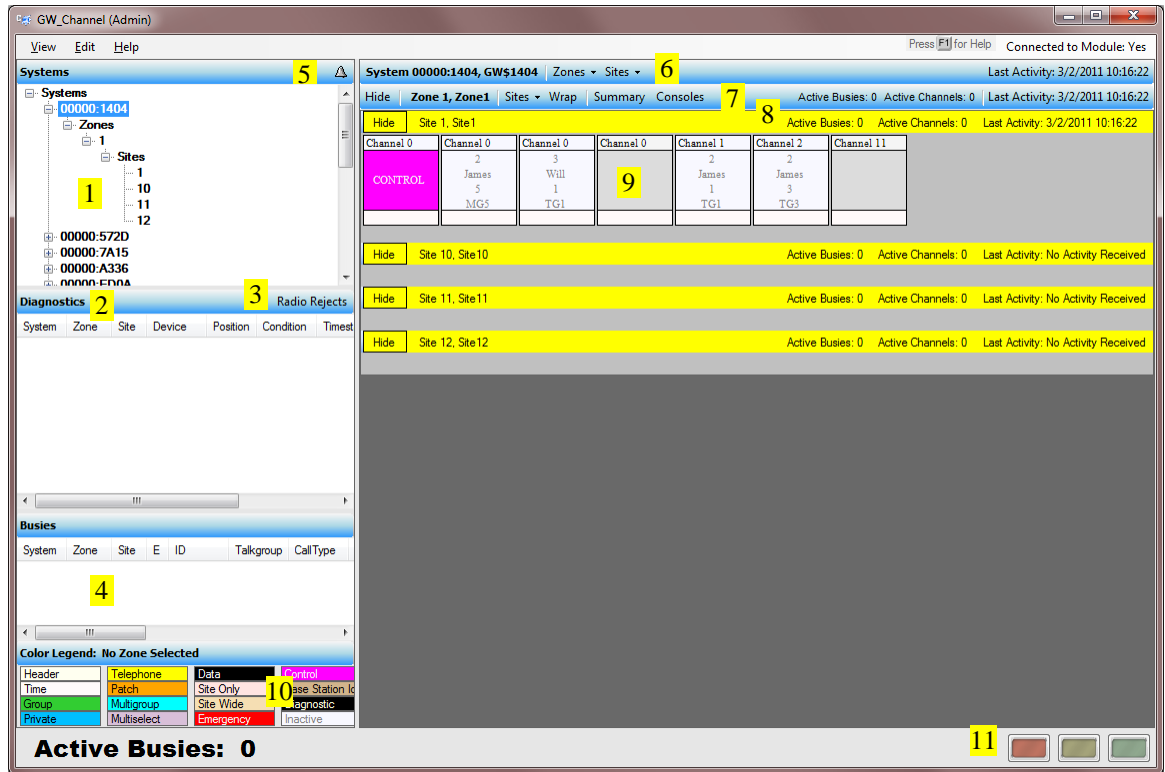 GW_Channel (Admin)
View Edit Help
Press F1 for Help Connected to Module: Yes
Systems 5
Systems
00000:1404
Zones
1
Sites
1
10
11
12
1
00000:572D
00000:7A15
00000:A336
00000:ED0A
Diagnostics 2 3 Radio Rejects
System Zone Site Device Position Condition Timest
Busies
System Zone Site E ID Talkgroup CallType
4
Color Legend: No Zone Selected
Header Telephone Data Control
Time Patch Site Only Base Station Id
Group Multigroup Site Wide Diagnostic
Private Multiselect Emergency Inactive
10
System 00000:1404, GW$1404 Zones Sites 6 Last Activity: 3/2/2011 10:16:22
Hide Zone 1, Zone1 Sites Wrap Summary Consoles 7 Active Busies: 0 Active Channels: 0 Last Activity: 3/2/2011 10:16:22
Hide Site 1, Site1 8 Active Busies: 0 Active Channels: 0 Last Activity: 3/2/2011 10:16:22
Channel 0 Channel 0 Channel 0 Channel 0 Channel 1 Channel 2 Channel 11
2 3 2 2
CONTROL James Will 9 James James
5 1 1 3
MG5 TG1 TG1 TG3
Hide Site 10, Site10 Active Busies: 0 Active Channels: 0 Last Activity: No Activity Received
Hide Site 11, Site11 Active Busies: 0 Active Channels: 0 Last Activity: No Activity Received
Hide Site 12, Site12 Active Busies: 0 Active Channels: 0 Last Activity: No Activity Received
Active Busies: 0 11